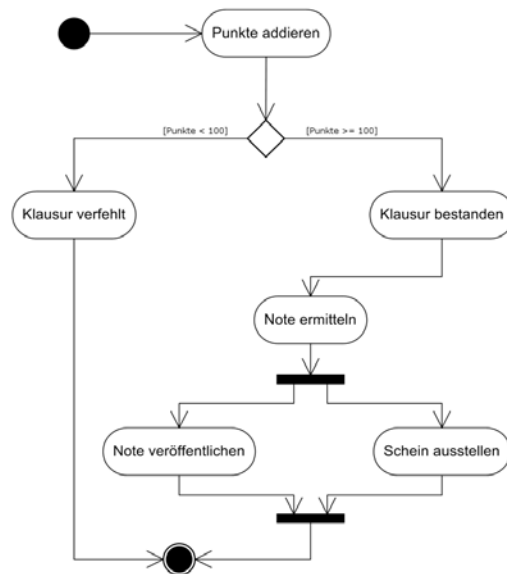 Punkte addieren
[Punkte < 100]
[Punkte >= 100]
Klausur verfehlt
Klausur bestanden
Note ermitteln
Note veröffentlichen
Schein ausstellen